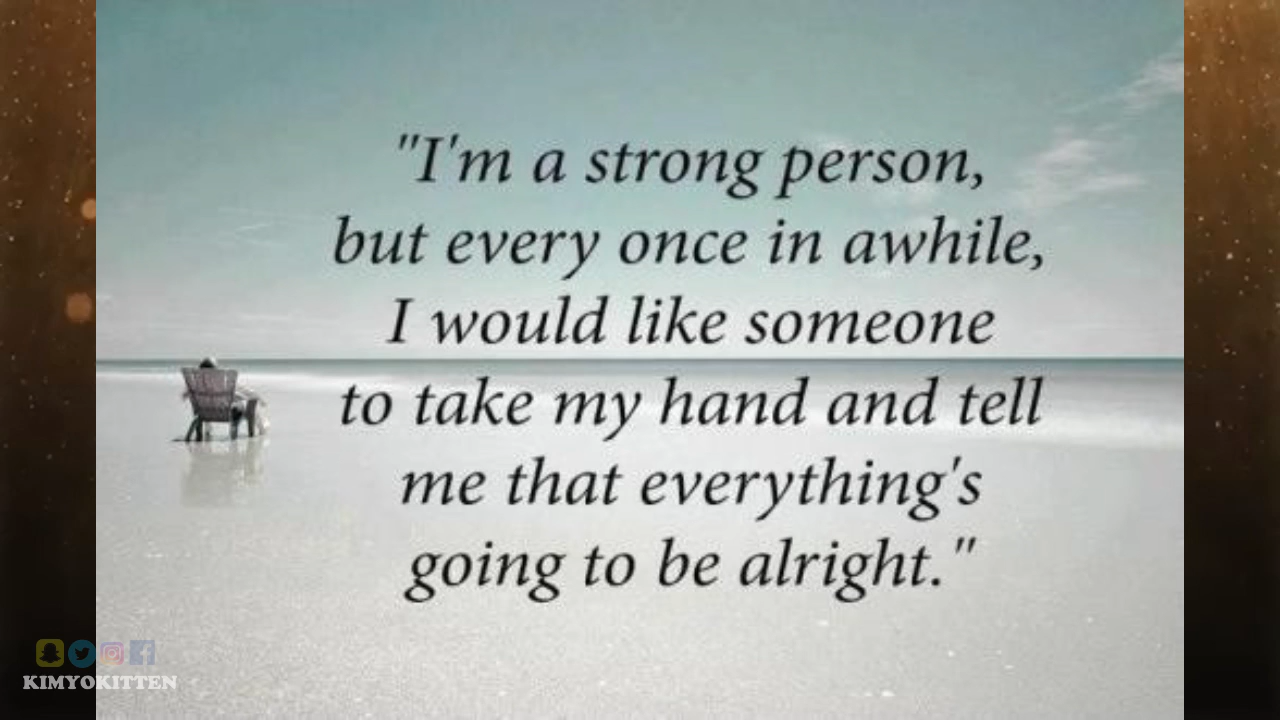 "I'm a strong person,
but every once in awhile,
I would like someone
to take my hand and tell
me that everything's
going to be alright."
KIMYOKITTEN